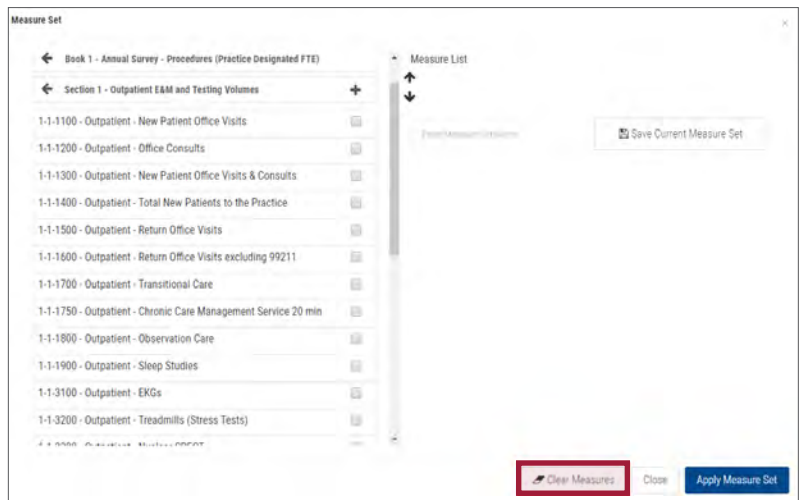 Measure Set
×
Book 1 - Annual Survey - Procedures (Practice Designated FTE)
Section 1 - Outpatient E&M and Testing Volumes
1-1-1100 - Outpatient - New Patient Office Visits
1-1-1200 - Outpatient - Office Consults
1-1-1300 - Outpatient - New Patient Office Visits & Consults
1-1-1400 - Outpatient - Total New Patients to the Practice
1-1-1500 - Outpatient - Return Office Visits
1-1-1600 - Outpatient - Return Office Visits excluding 99211
1-1-1700 - Outpatient - Transitional Care
1-1-1750 - Outpatient - Chronic Care Management Service 20 min
1-1-1800 - Outpatient - Observation Care
1-1-1900 - Outpatient - Sleep Studies
1-1-3100 - Outpatient - EKGs
1-1-3200 - Outpatient - Treadmills (Stress Tests)
Measure List
Save Current Measure Set
Clear Measures
Close
Apply Measure Set